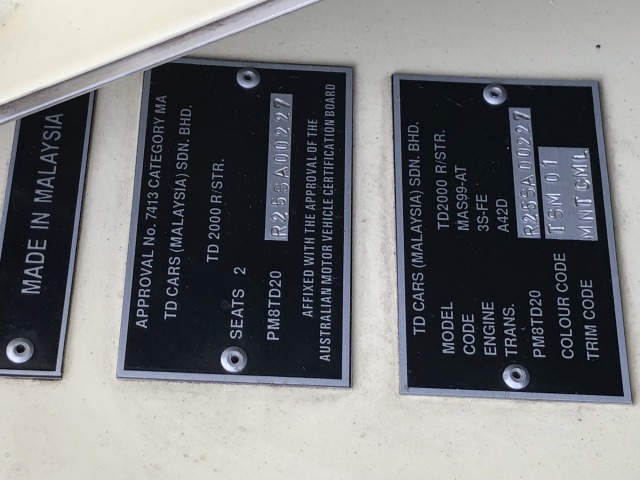 MADE IN MALAYSIA
APPROVAL No. 7413 CATEGORY MA
TD CARS (MALAYSIA) SDN. BHD.
TD 2000 R/STR.
SEATS 2
PM8TD20 R25SA00227
AFFIXED WITH THE APPROVAL OF THE
AUSTRALIAN MOTOR VEHICLE CERTIFICATION BOARD
TD CARS (MALAYSIA) SDN. BHD.
MODEL TD2000 R/STR.
CODE MAS99-AT
ENGINE 3S-FE
TRANS. A42D
PM8TD20 R25SA00227
COLOUR CODE TSM 01
TRIM CODE MNT CML